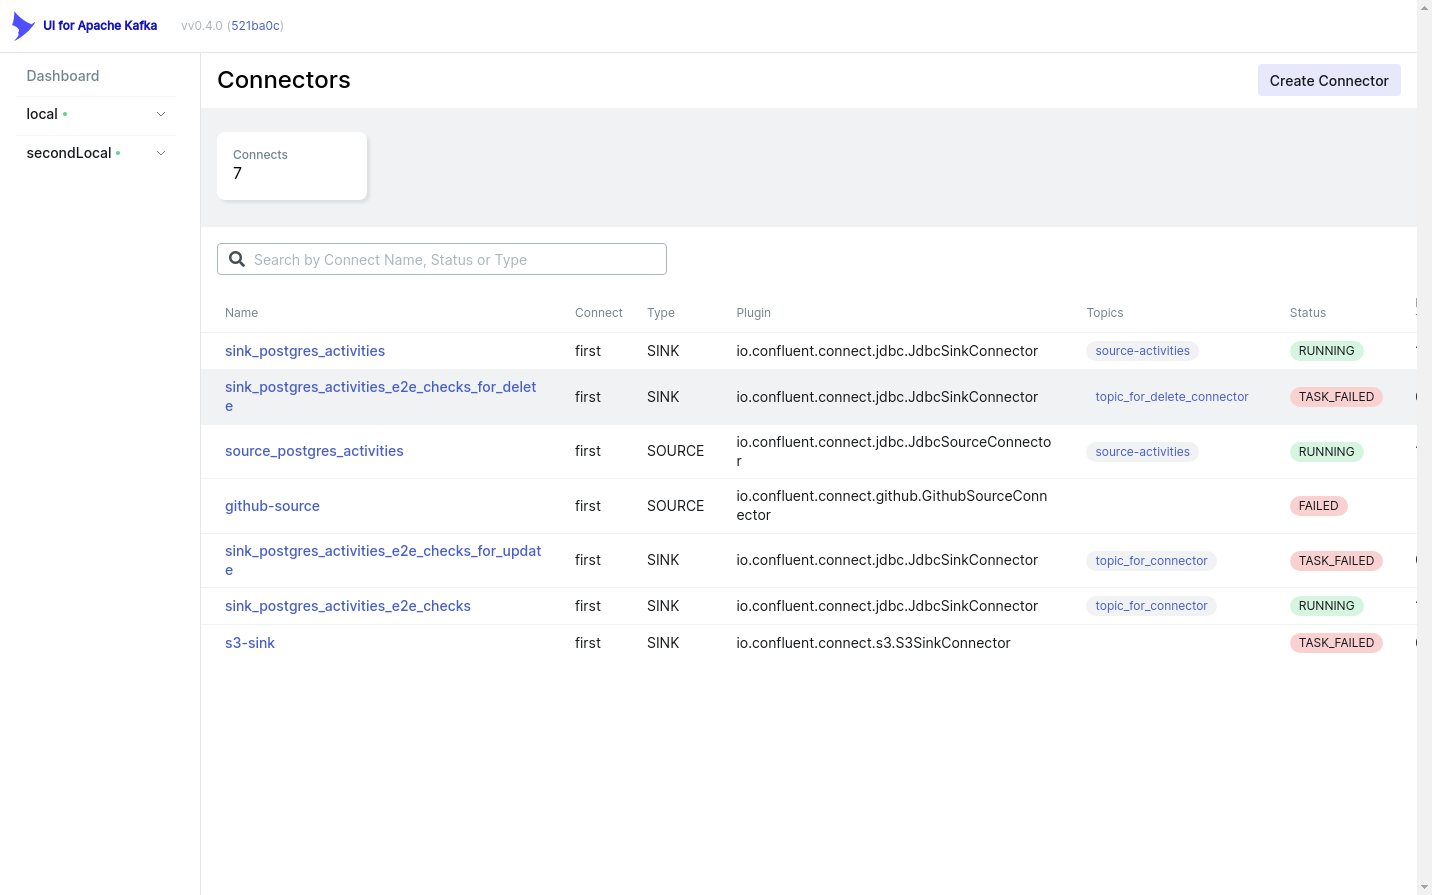 UI for Apache Kafka vv0.4.0 (521ba0c)
Dashboard
local
secondLocal
Connectors
Create Connector
Connects
7
Search by Connect Name, Status or Type
Name Connect Type Plugin Topics Status
sink_postgres_activities first SINK io.confluent.connect.jdbc.JdbcSinkConnector source-activities RUNNING
sink_postgres_activities_e2e_checks_for_delet
e first SINK io.confluent.connect.jdbc.JdbcSinkConnector topic_for_delete_connector TASK_FAILED
source_postgres_activities first SOURCE io.confluent.connect.jdbc.JdbcSourceConnecto
r source-activities RUNNING
github-source first SOURCE io.confluent.connect.github.GithubSourceConn
ector FAILED
sink_postgres_activities_e2e_checks_for_updat
e first SINK io.confluent.connect.jdbc.JdbcSinkConnector topic_for_connector TASK_FAILED
sink_postgres_activities_e2e_checks first SINK io.confluent.connect.jdbc.JdbcSinkConnector topic_for_connector RUNNING
s3-sink first SINK io.confluent.connect.s3.S3SinkConnector TASK_FAILED